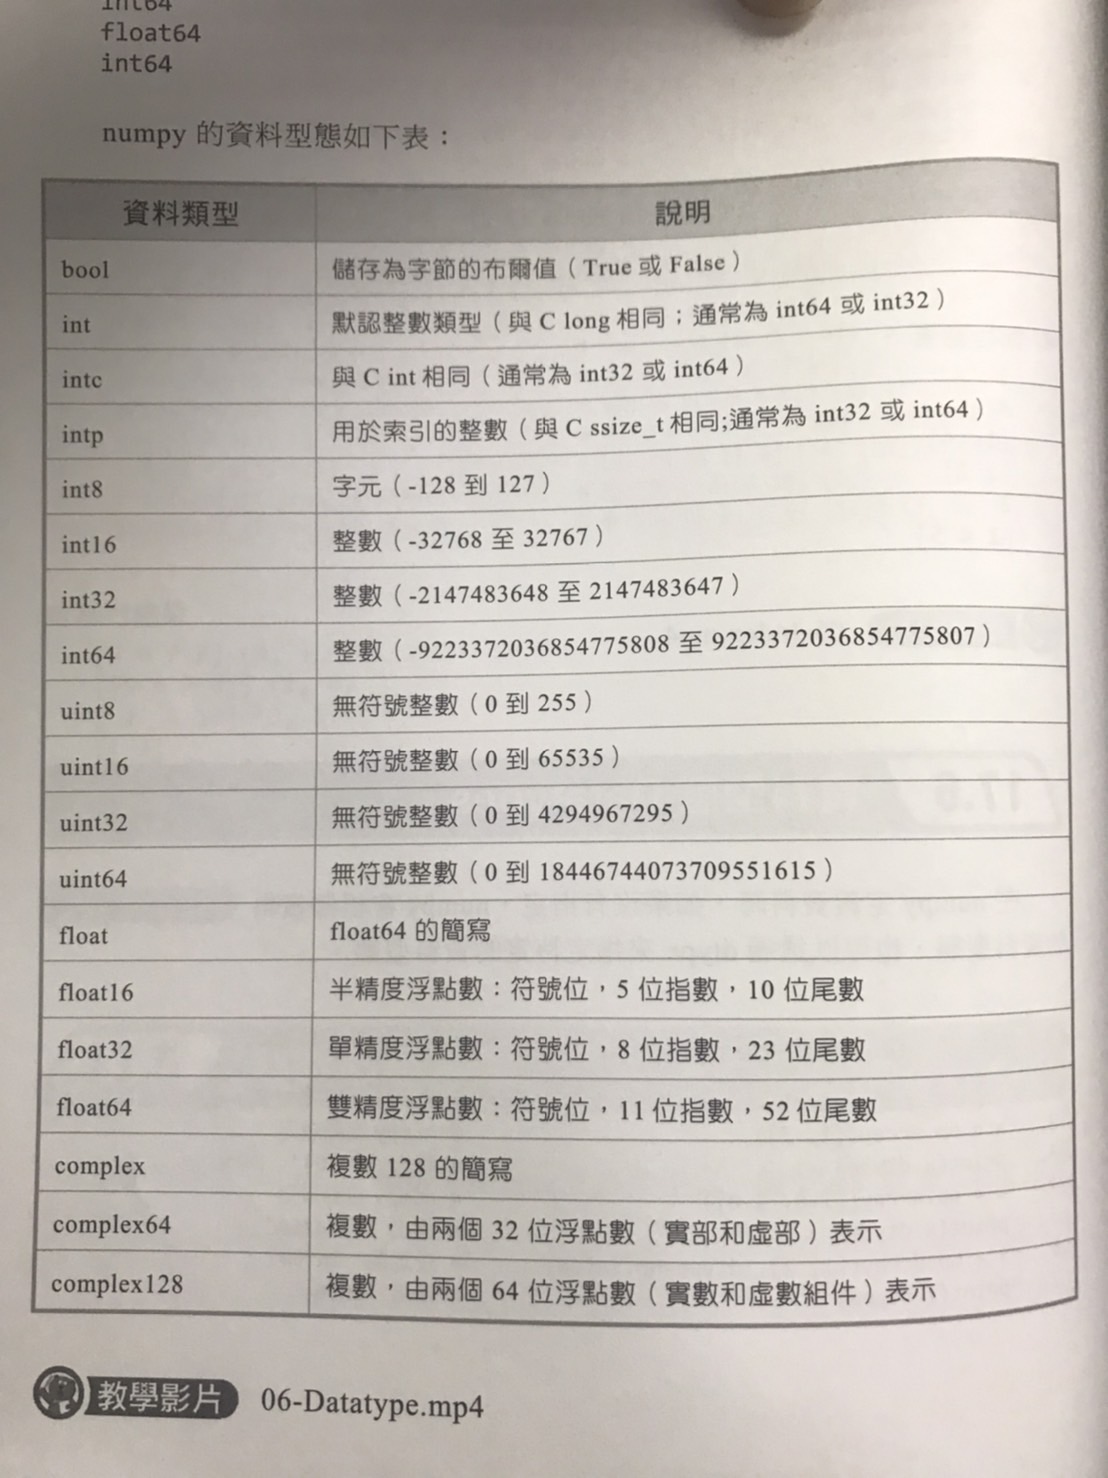 int64
float64
int64
numpy 的資料型態如下表：
資料類型 說明
bool 儲存為字節的布爾值（True 或 False）
int 默認整數類型（與 C long 相同；通常為 int64 或 int32）
intc 與 C int 相同（通常為 int32 或 int64）
intp 用於索引的整數（與 C ssize_t 相同;通常為 int32 或 int64）
int8 字元（-128 到 127）
int16 整數（-32768 至 32767）
int32 整數（-2147483648 至 2147483647）
int64 整數（-9223372036854775808 至 9223372036854775807）
uint8 無符號整數（0 到 255）
uint16 無符號整數（0 到 65535）
uint32 無符號整數（0 到 4294967295）
uint64 無符號整數（0 到 18446744073709551615）
float float64 的簡寫
float16 半精度浮點數：符號位，5 位指數，10 位尾數
float32 單精度浮點數：符號位，8 位指數，23 位尾數
float64 雙精度浮點數：符號位，11 位指數，52 位尾數
complex 複數 128 的簡寫
complex64 複數，由兩個 32 位浮點數（實部和虛部）表示
complex128 複數，由兩個 64 位浮點數（實數和虛數組件）表示
教學影片 06-Datatype.mp4